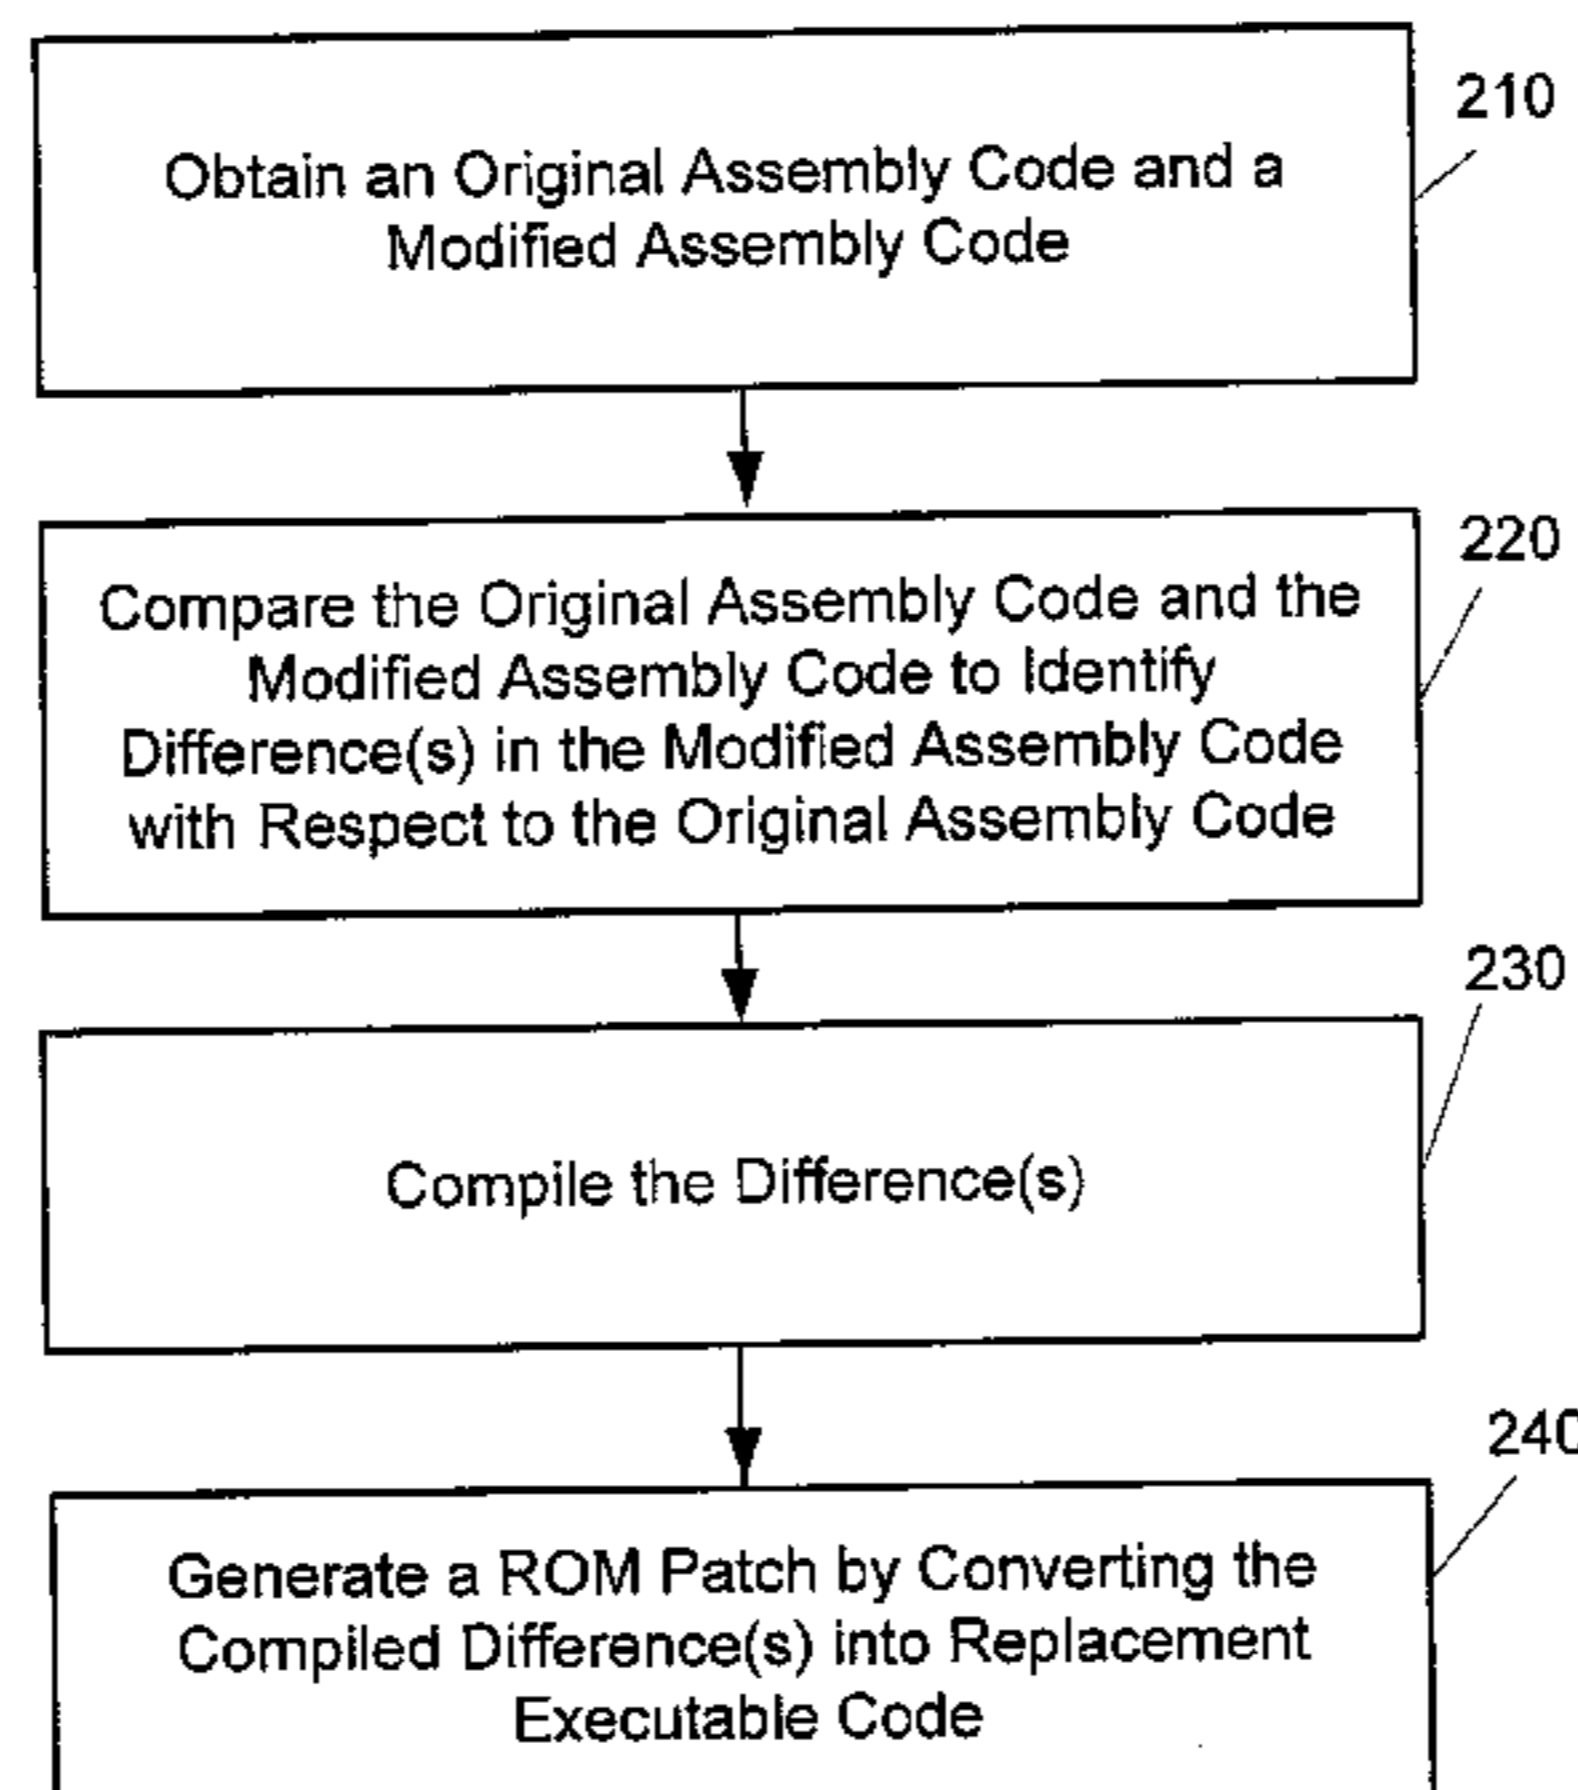 210
Obtain an Original Assembly Code and a
Modified Assembly Code
220
Compare the Original Assembly Code and the
Modified Assembly Code to Identify
Difference(s) in the Modified Assembly Code
with Respect to the Original Assembly Code
230
Compile the Difference(s)
240
Generate a ROM Patch by Converting the
Compiled Difference(s) into Replacement
Executable Code